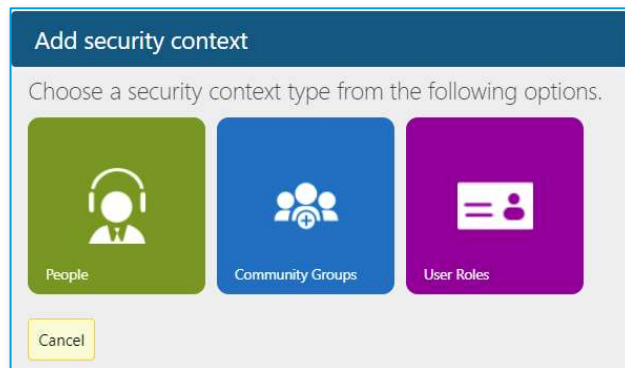 Add security context
Choose a security context type from the following options.
People
Community Groups
User Roles
Cancel